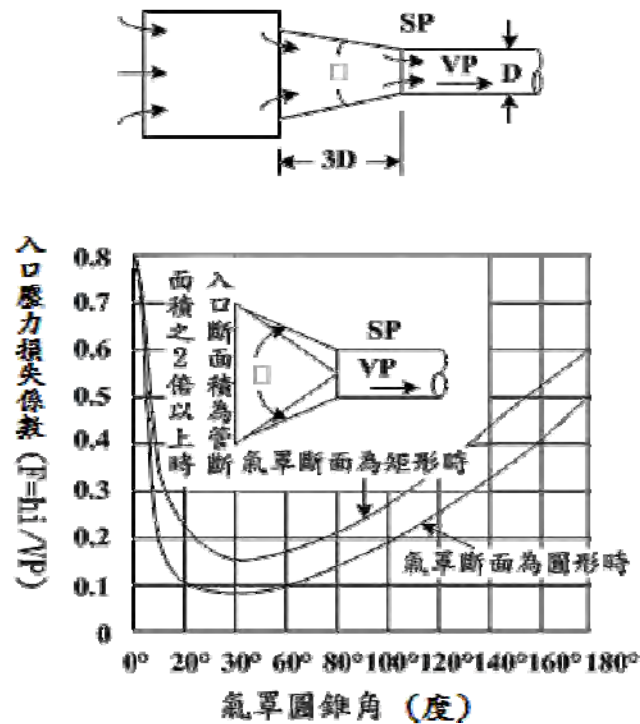 SP
□
VP
D
3D
入口壓力損失係數 (F=hi/VP)
0.8
0.7
0.6
0.5
0.4
0.3
0.2
0.1
0
入口斷面積為管斷
面積之2倍以上時
□
SP
VP
氣罩斷面為矩形時
氣罩斷面為圓形時
0° 20° 30° 60° 80° 100° 120° 140° 160° 180°
氣罩圓錐角 (度)